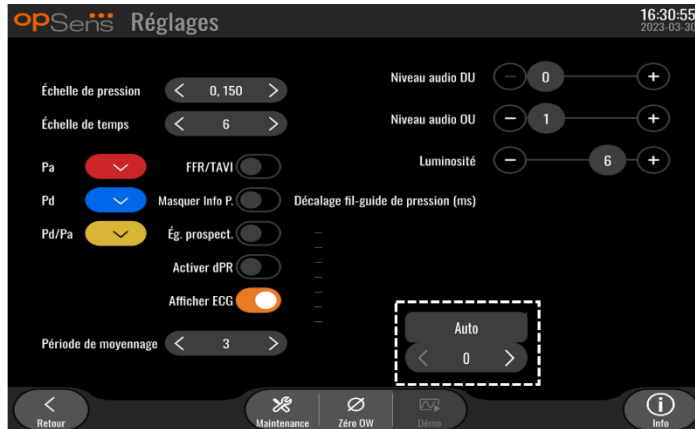 opSens Réglages
16:30:55
2023-03-30
Échelle de pression
0, 150
Échelle de temps
6
Niveau audio DU
0
Niveau audio OU
1
Luminosité
6
Pa
FFR/TAVI
Pd
Masquer Info P.
Décalage fil-guide de pression (ms)
Pd/Pa
Ég. prospect.
Activer dPR
Afficher ECG
Période de moyennage
3
Auto
0
Retour
Maintenance
Zéro OW
Démo
Info